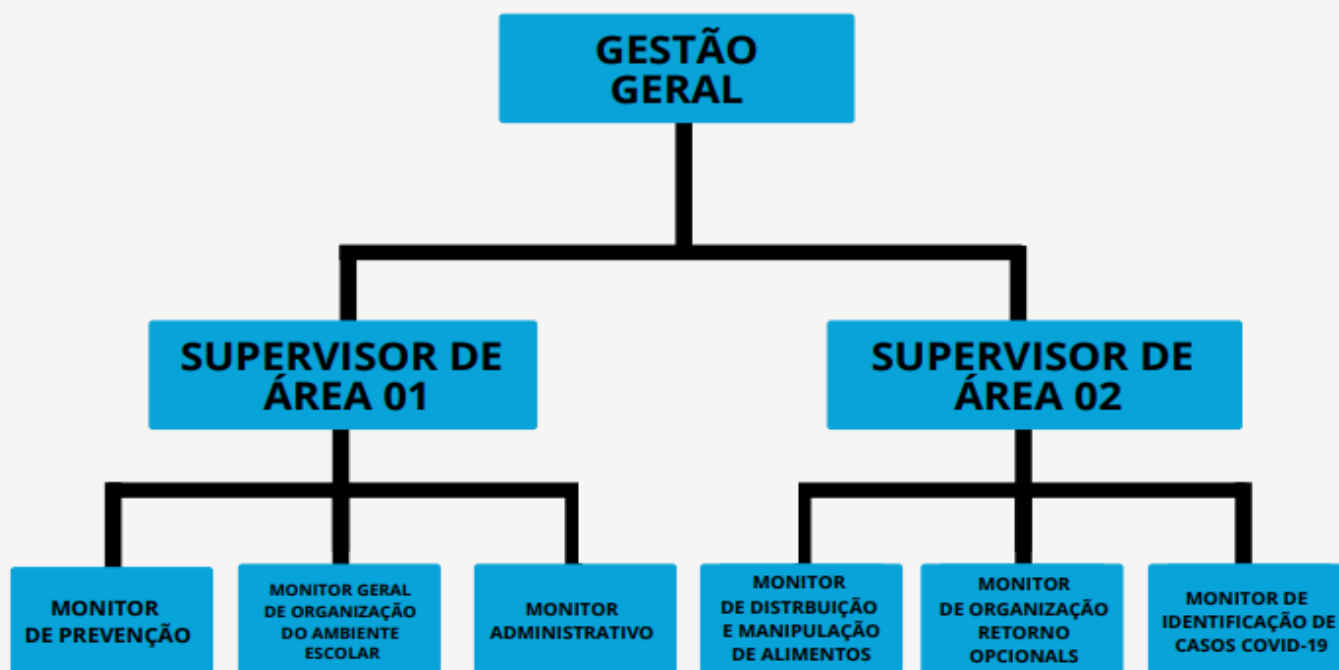 GESTÃO
GERAL
SUPERVISOR DE
ÁREA 01
SUPERVISOR DE
ÁREA 02
MONITOR
DE PREVENÇÃO
MONITOR GERAL
DE ORGANIZAÇÃO
DO AMBIENTE
ESCOLAR
MONITOR
ADMINISTRATIVO
MONITOR
DE DISTRBUIÇÃO
E MANIPULAÇÃO
DE ALIMENTOS
MONITOR
DE ORGANIZAÇÃO
RETORNO
OPCIONALS
MONITOR DE
IDENTIFICAÇÃO DE
CASOS COVID-19